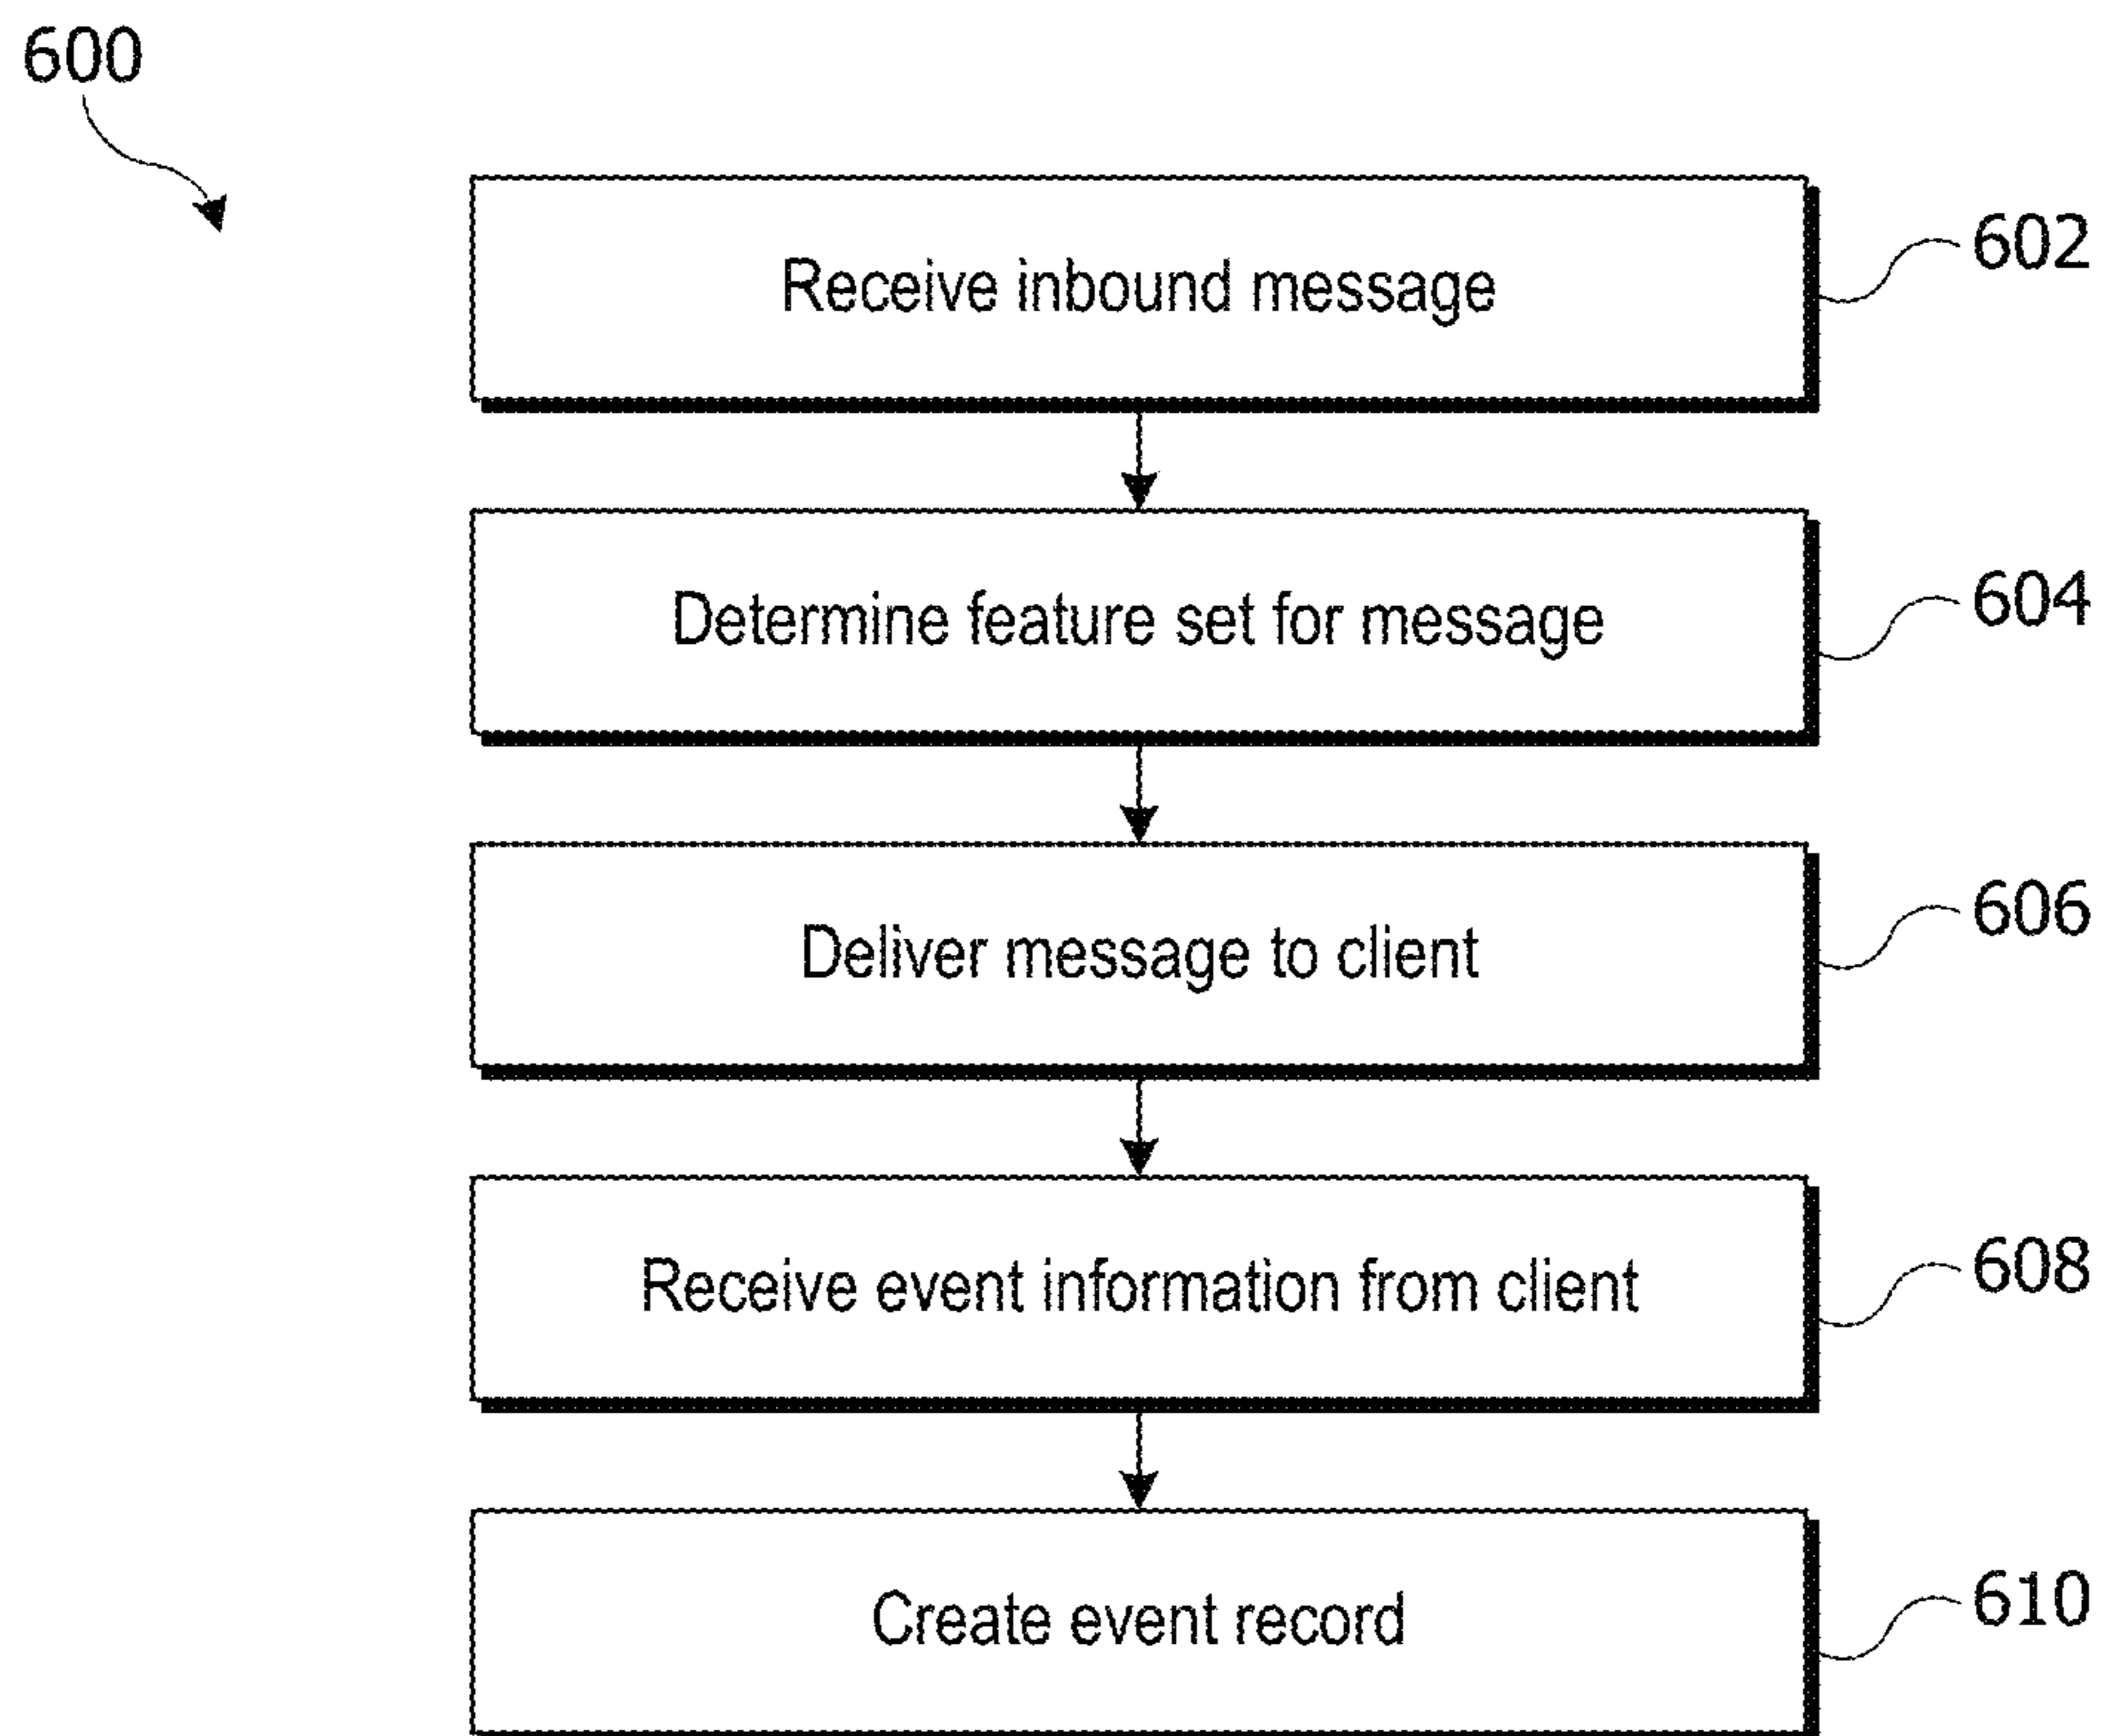 600
Receive inbound message
602
Determine feature set for message
604
Deliver message to client
606
Receive event information from client
608
Create event record
610